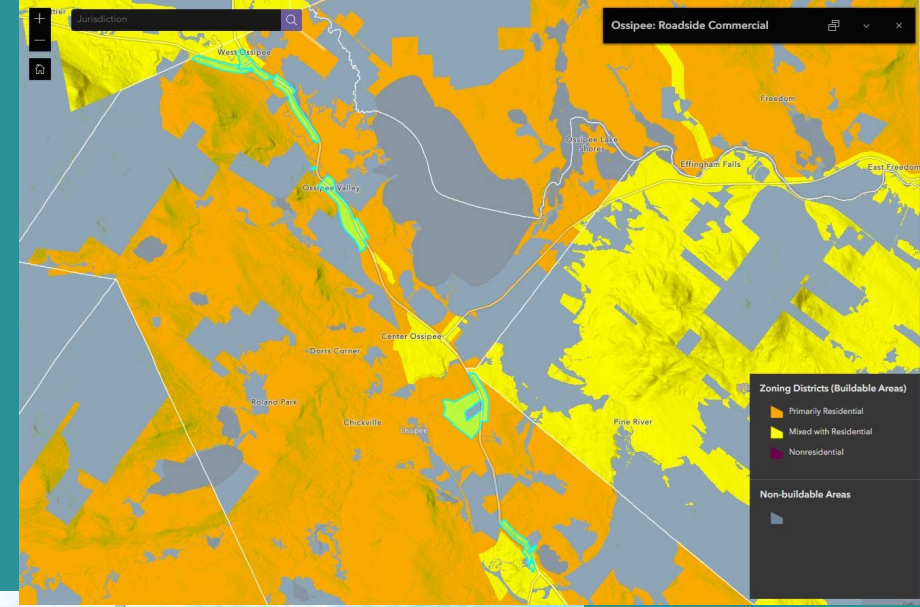 Jurisdiction
Ossipee: Roadside Commercial
West Ossipee
Freedom
Ossipee Lake
Shores
Effingham Falls
East Freedom
Ossipee Valley
Center Ossipee
Dorrs Corner
Roland Park
Chickville
Ossipee
Pine River
Zoning Districts (Buildable Areas)
Primarily Residential
Mixed with Residential
Nonresidential
Non-buildable Areas